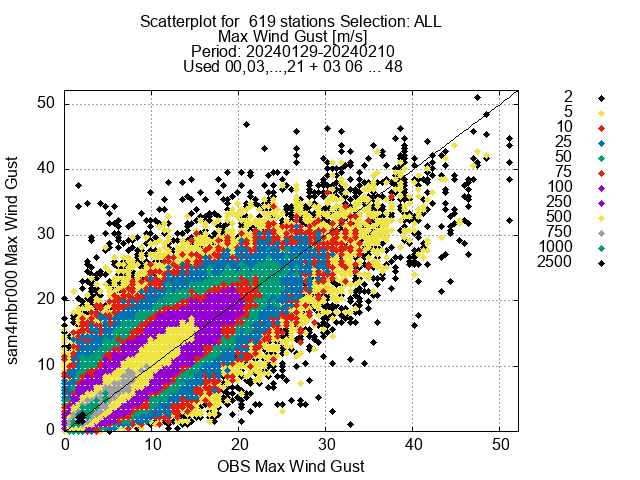 Scatterplot for  619 stations Selection: ALL
Max Wind Gust [m/s]
Period: 20240129-20240210
Used 00,03,...,21 + 03 06 ... 48
2
5
10
25
50
75
100
250
500
750
1000
2500
sam4mbr000 Max Wind Gust
50
40
30
20
10
0
0 10 20 30 40 50
OBS Max Wind Gust